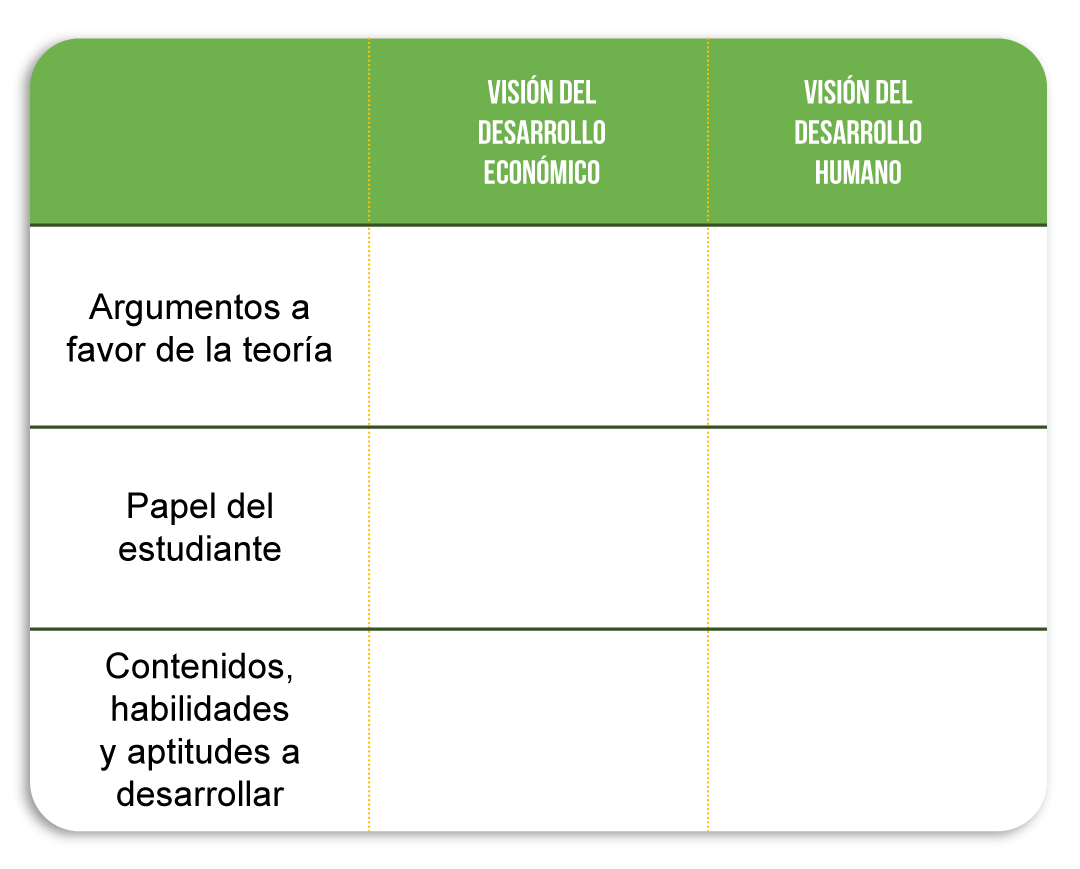 VISIÓN DEL
DESARROLLO
ECONÓMICO
VISIÓN DEL
DESARROLLO
HUMANO
Argumentos a
favor de la teoría
Papel del
estudiante
Contenidos,
habilidades
y aptitudes a
desarrollar